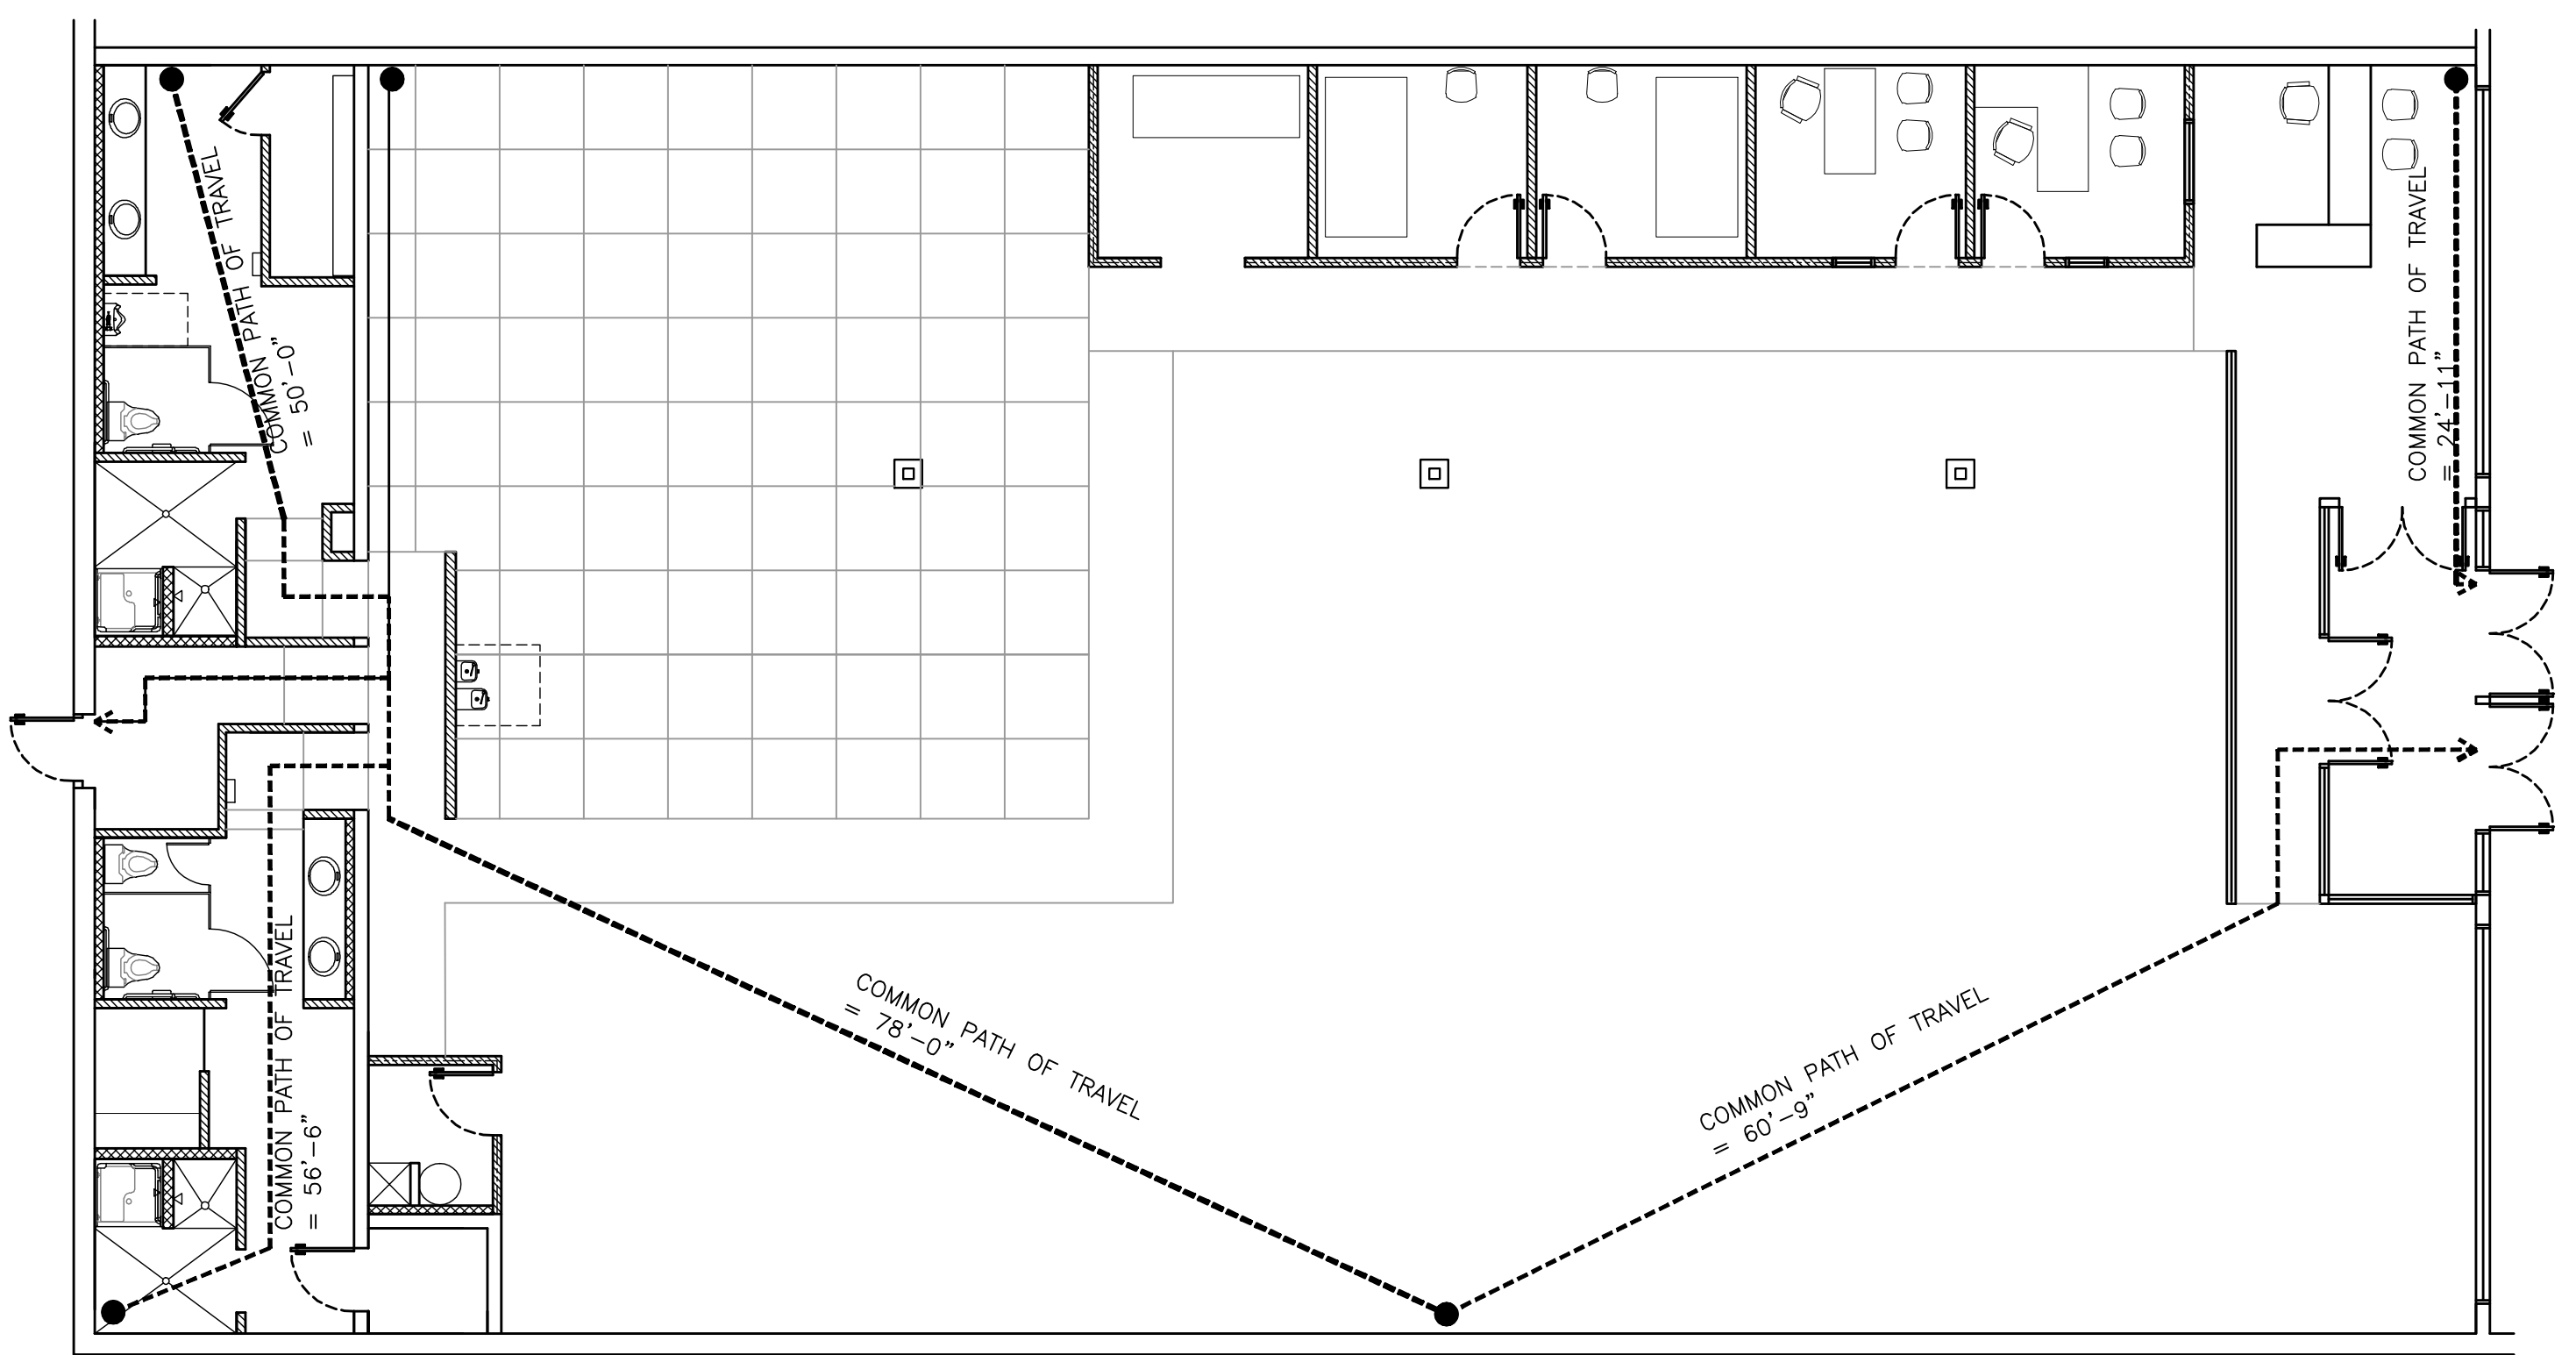 COMMON PATH OF TRAVEL
= 50'-0"
COMMON PATH OF TRAVEL
= 24'-11"
COMMON PATH OF TRAVEL
= 78'-0"
COMMON PATH OF TRAVEL
= 60'-9"
COMMON PATH OF TRAVEL
= 56'-6"